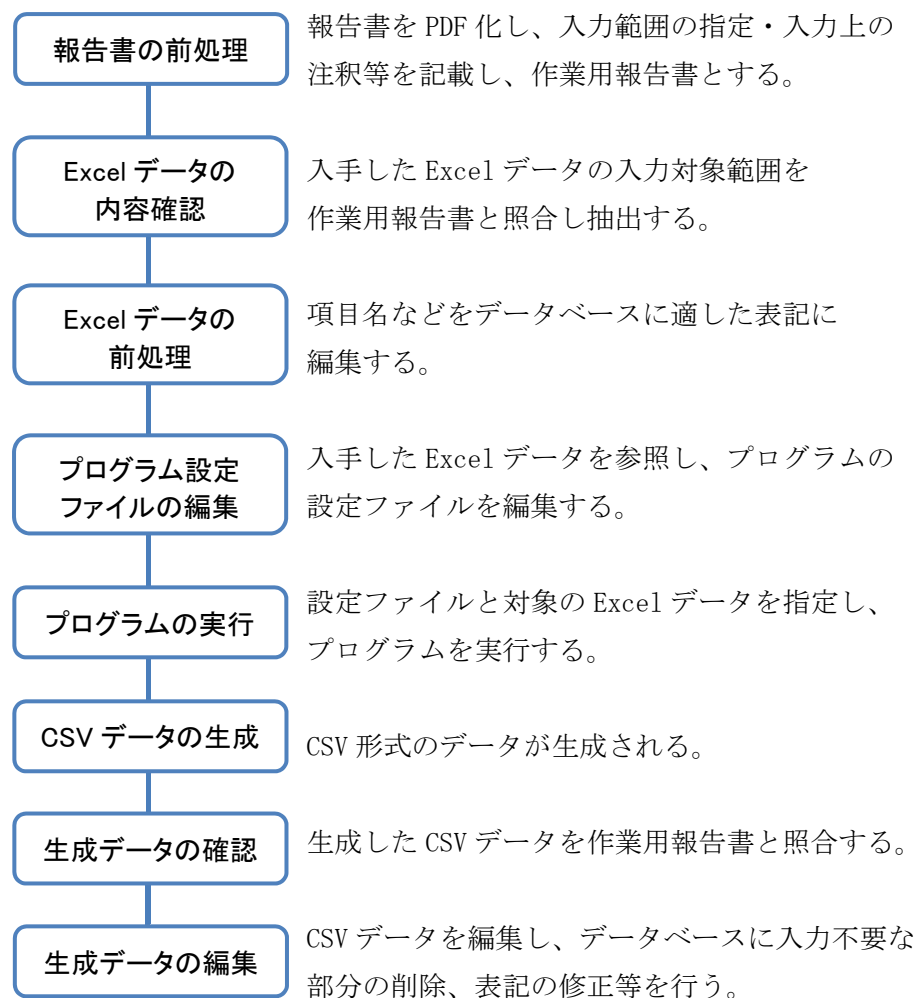 報告書の前処理
報告書を PDF 化し、入力範囲の指定・入力上の
注釈等を記載し、作業用報告書とする。
Excel データの
内容確認
入手した Excel データの入力対象範囲を
作業用報告書と照合し抽出する。
Excel データの
前処理
項目名などをデータベースに適した表記に
編集する。
プログラム設定
ファイルの編集
入手した Excel データを参照し、プログラムの
設定ファイルを編集する。
プログラムの実行
設定ファイルと対象の Excel データを指定し、
プログラムを実行する。
CSV データの生成
CSV 形式のデータが生成される。
生成データの確認
生成した CSV データを作業用報告書と照合する。
生成データの編集
CSV データを編集し、データベースに入力不要な
部分の削除、表記の修正等を行う。